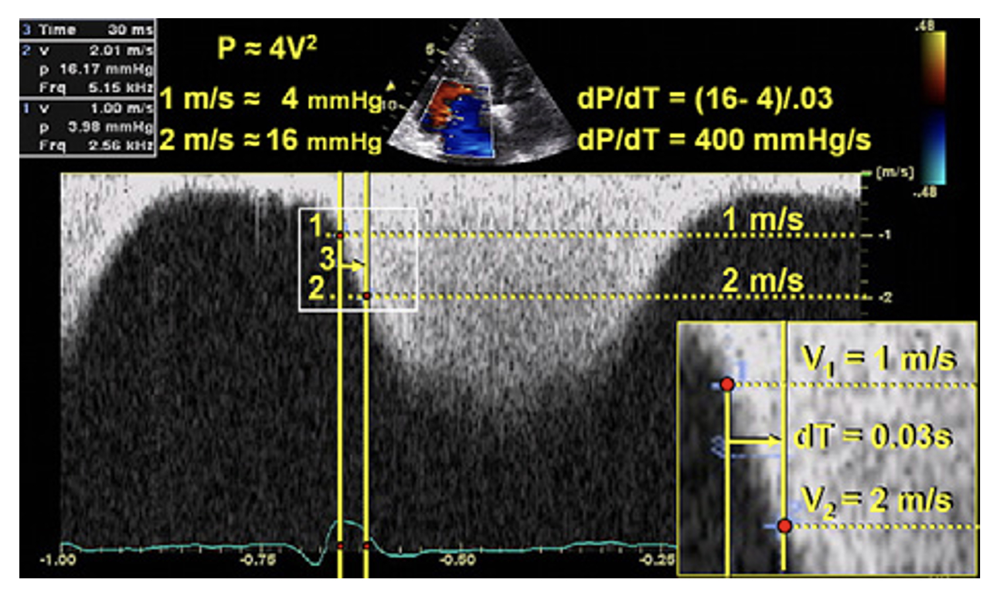 3 Time 30 ms
2 v 2.01 m/s
p 16.17 mmHg
Frq 5.15 kHz
1 v 1.00 m/s
p 3.98 mmHg
Frq 2.56 kHz
P ≈ 4V²
1 m/s ≈ 4 mmHg
2 m/s ≈ 16 mmHg
5
10
dP/dT = (16- 4)/.03
dP/dT = 400 mmHg/s
.48
-.48
[m/s]
1
1 m/s
-1
3
2
2 m/s
-2
V₁ = 1 m/s
1
dT = 0.03s
V₂ = 2 m/s
-1.00
-0.75
-0.50
-0.25